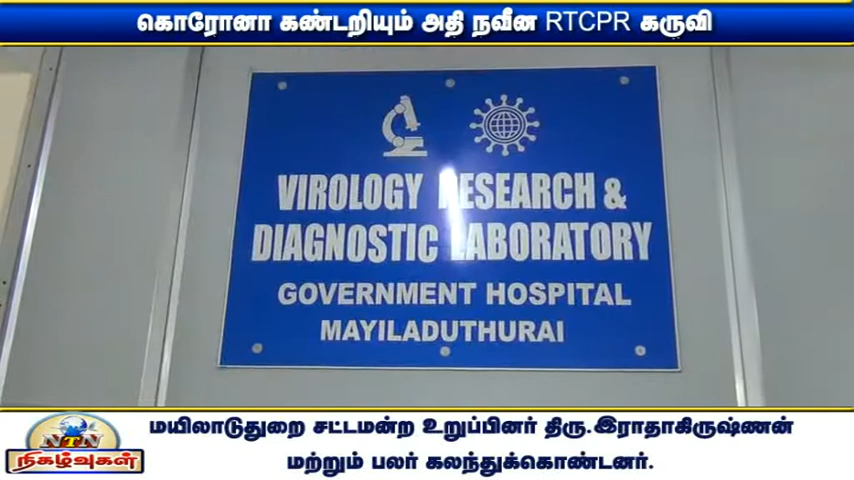 கொரோனா கண்டறியும் அதி நவீன RTCPR கருவி
VIROLOGY RESEARCH &
DIAGNOSTIC LABORATORY
GOVERNMENT HOSPITAL
MAYILADUTHURAI
மயிலாடுதுறை சட்டமன்ற உறுப்பினர் திரு.இராதாகிருஷ்ணன்
மற்றும் பலர் கலந்துக்கொண்டனர்.
NTN
நிகழ்வுகள்